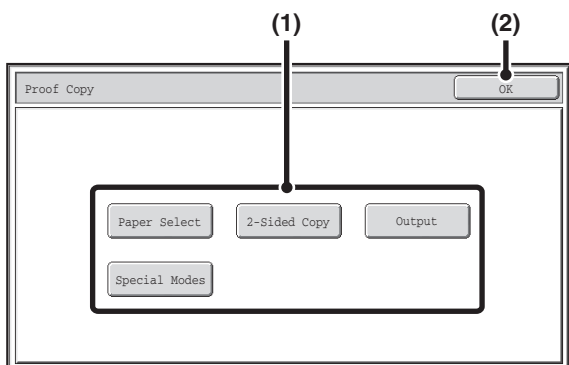 (1) (2)
Proof Copy OK
Paper Select 2-Sided Copy Output
Special Modes